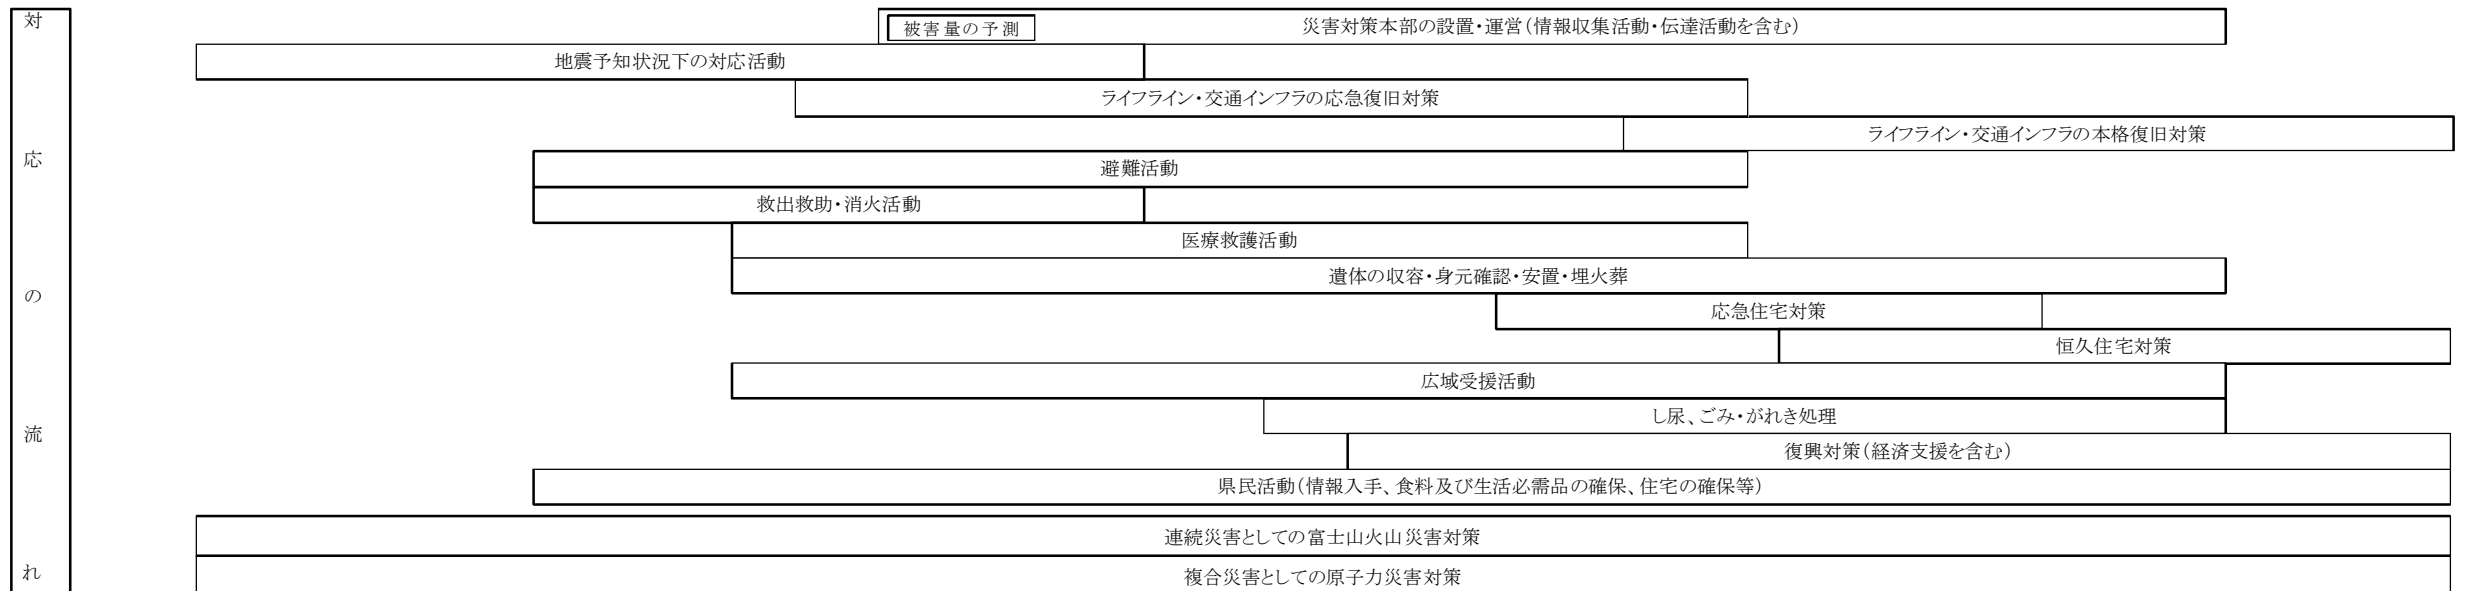 対応の流れ
被害量の予測
災害対策本部の設置・運営(情報収集活動・伝達活動を含む)
地震予知状況下の対応活動
ライフライン・交通インフラの応急復旧対策
ライフライン・交通インフラの本格復旧対策
避難活動
救出救助・消火活動
医療救護活動
遺体の収容・身元確認・安置・埋火葬
応急住宅対策
恒久住宅対策
広域受援活動
し尿、ごみ・がれき処理
復興対策(経済支援を含む)
県民活動(情報入手、食料及び生活必需品の確保、住宅の確保等)
連続災害としての富士山火山災害対策
複合災害としての原子力災害対策